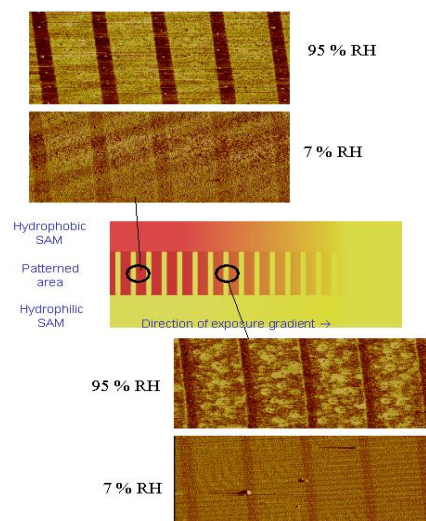 95 % RH
7 % RH
Hydrophobic
SAM
Patterned
area
Hydrophilic
SAM
Direction of exposure gradient →
95 % RH
7 % RH